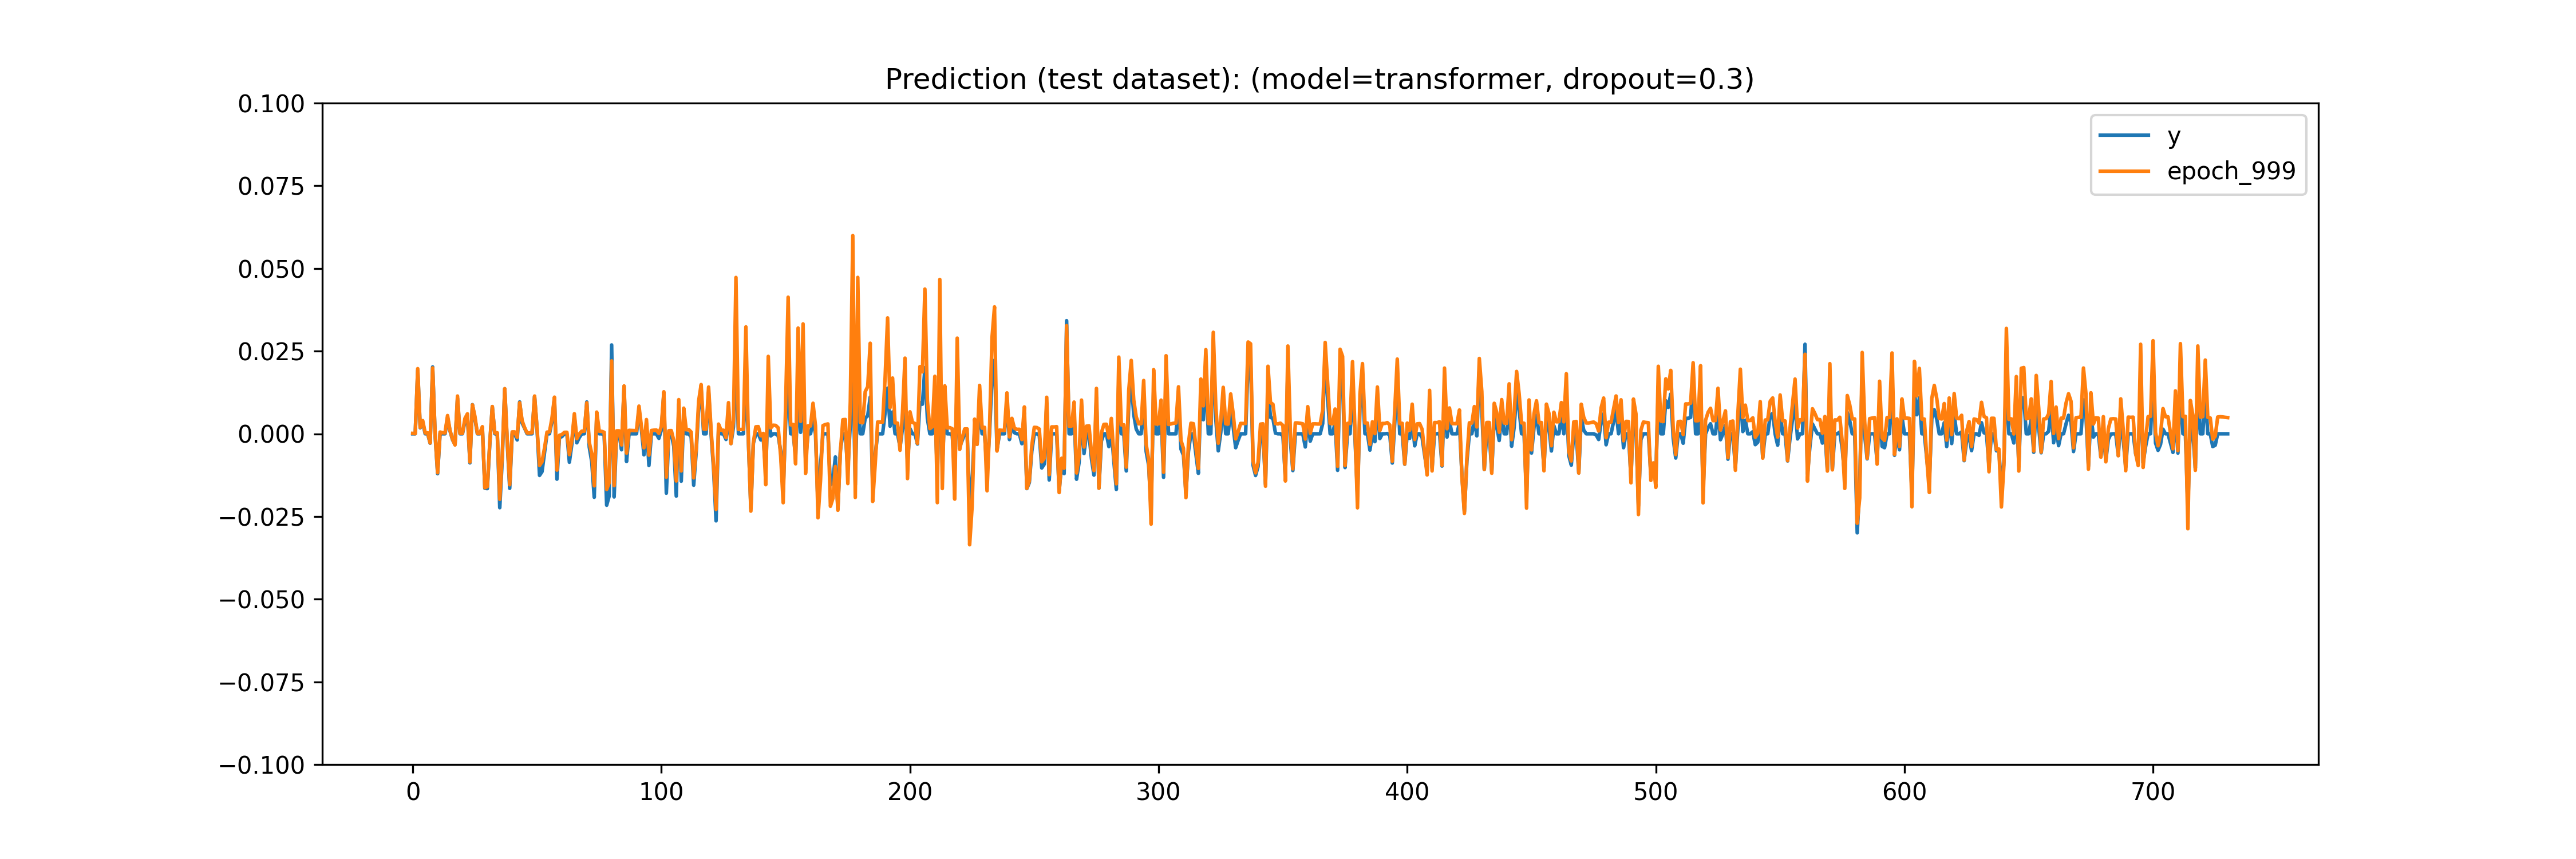 Prediction (test dataset): (model=transformer, dropout=0.3)
y
epoch_999
0.100
0.075
0.050
0.025
0.000
−0.025
−0.050
−0.075
−0.100
0 100 200 300 400 500 600 700